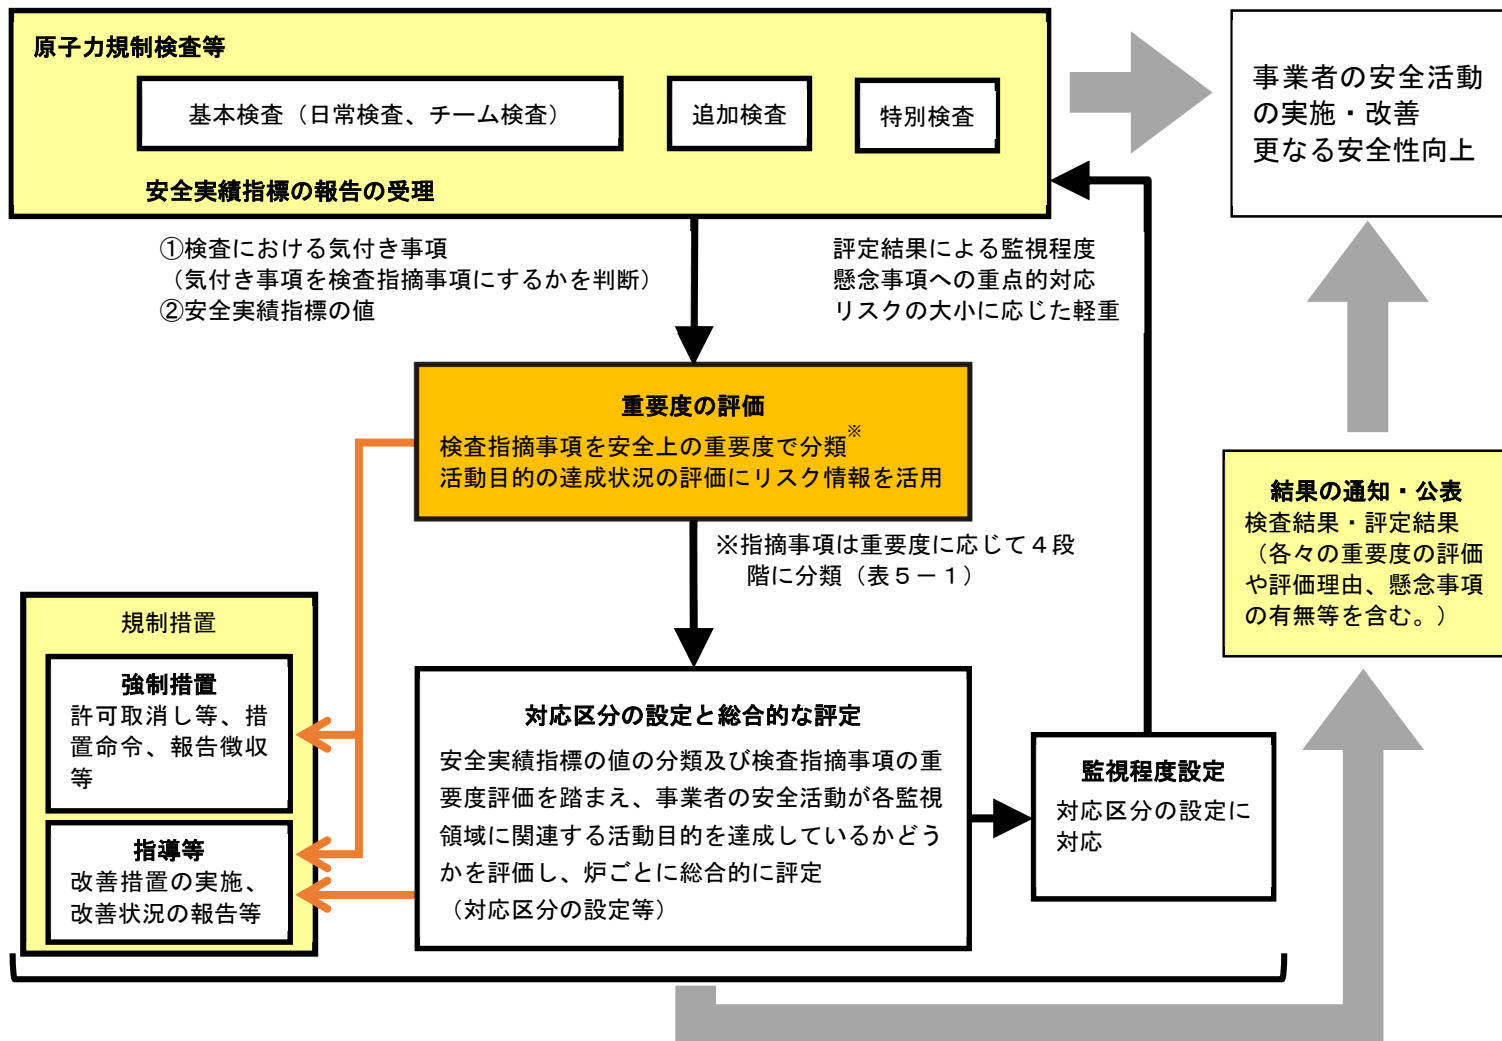 原子力規制検査等
基本検査（日常検査、チーム検査）
追加検査
特別検査
安全実績指標の報告の受理
事業者の安全活動
の実施・改善
更なる安全性向上
①検査における気付き事項
（気付き事項を検査指摘事項にするかを判断）
②安全実績指標の値
評定結果による監視程度
懸念事項への重点的対応
リスクの大小に応じた軽重
重要度の評価
検査指摘事項を安全上の重要度で分類※
活動目的の達成状況の評価にリスク情報を活用
※指摘事項は重要度に応じて４段
階に分類（表５－１）
結果の通知・公表
検査結果・評定結果
（各々の重要度の評価
や評価理由、懸念事項
の有無等を含む。）
規制措置
強制措置
許可取消し等、措
置命令、報告徴収
等
指導等
改善措置の実施、
改善状況の報告等
対応区分の設定と総合的な評定
安全実績指標の値の分類及び検査指摘事項の重
要度評価を踏まえ、事業者の安全活動が各監視
領域に関連する活動目的を達成しているかどう
かを評価し、炉ごとに総合的に評定
（対応区分の設定等）
監視程度設定
対応区分の設定に
対応